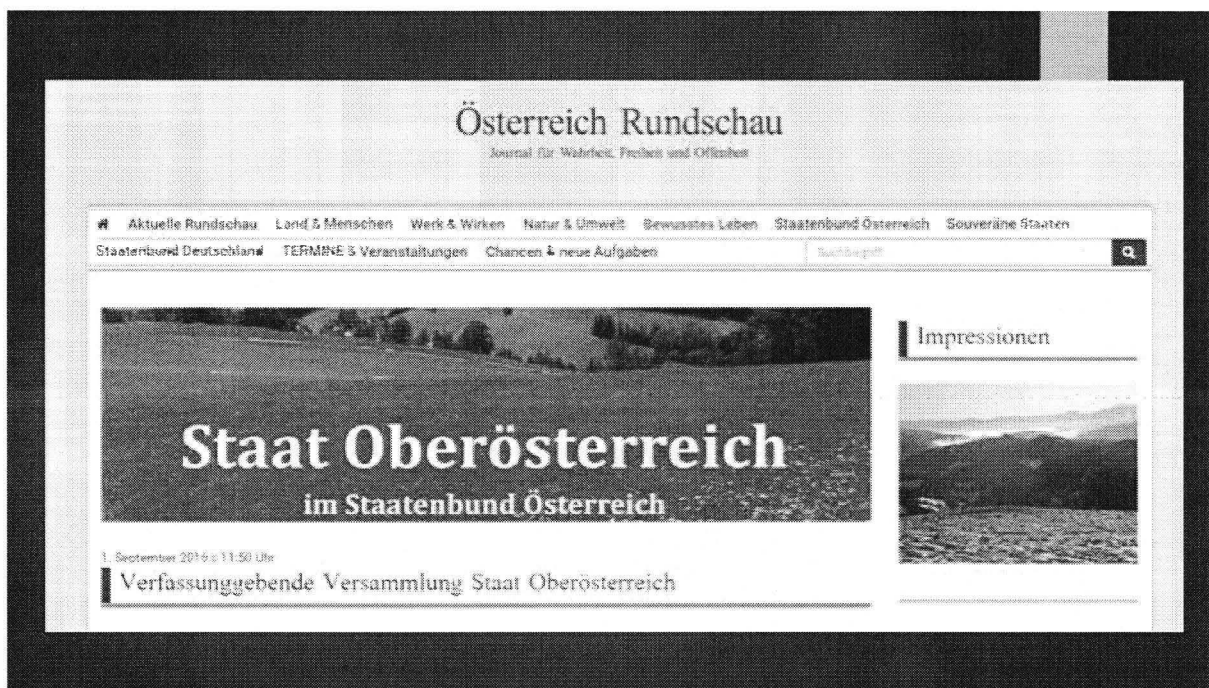 Österreich Rundschau
Journal für Wahrheit, Freiheit und Offenheit
Aktuelle Rundschau Land & Menschen Werk & Wirken Natur & Umwelt Bewusstes Leben Staatenbund Österreich Souveräne Staaten
Staatenbund Deutschland TERMINE & Veranstaltungen Chancen & neue Aufgaben Suchbegriff
Staat Oberösterreich
im Staatenbund Österreich
Impressionen
1. September 2016 11:50 Uhr
Verfassunggebende Versammlung Staat Oberösterreich